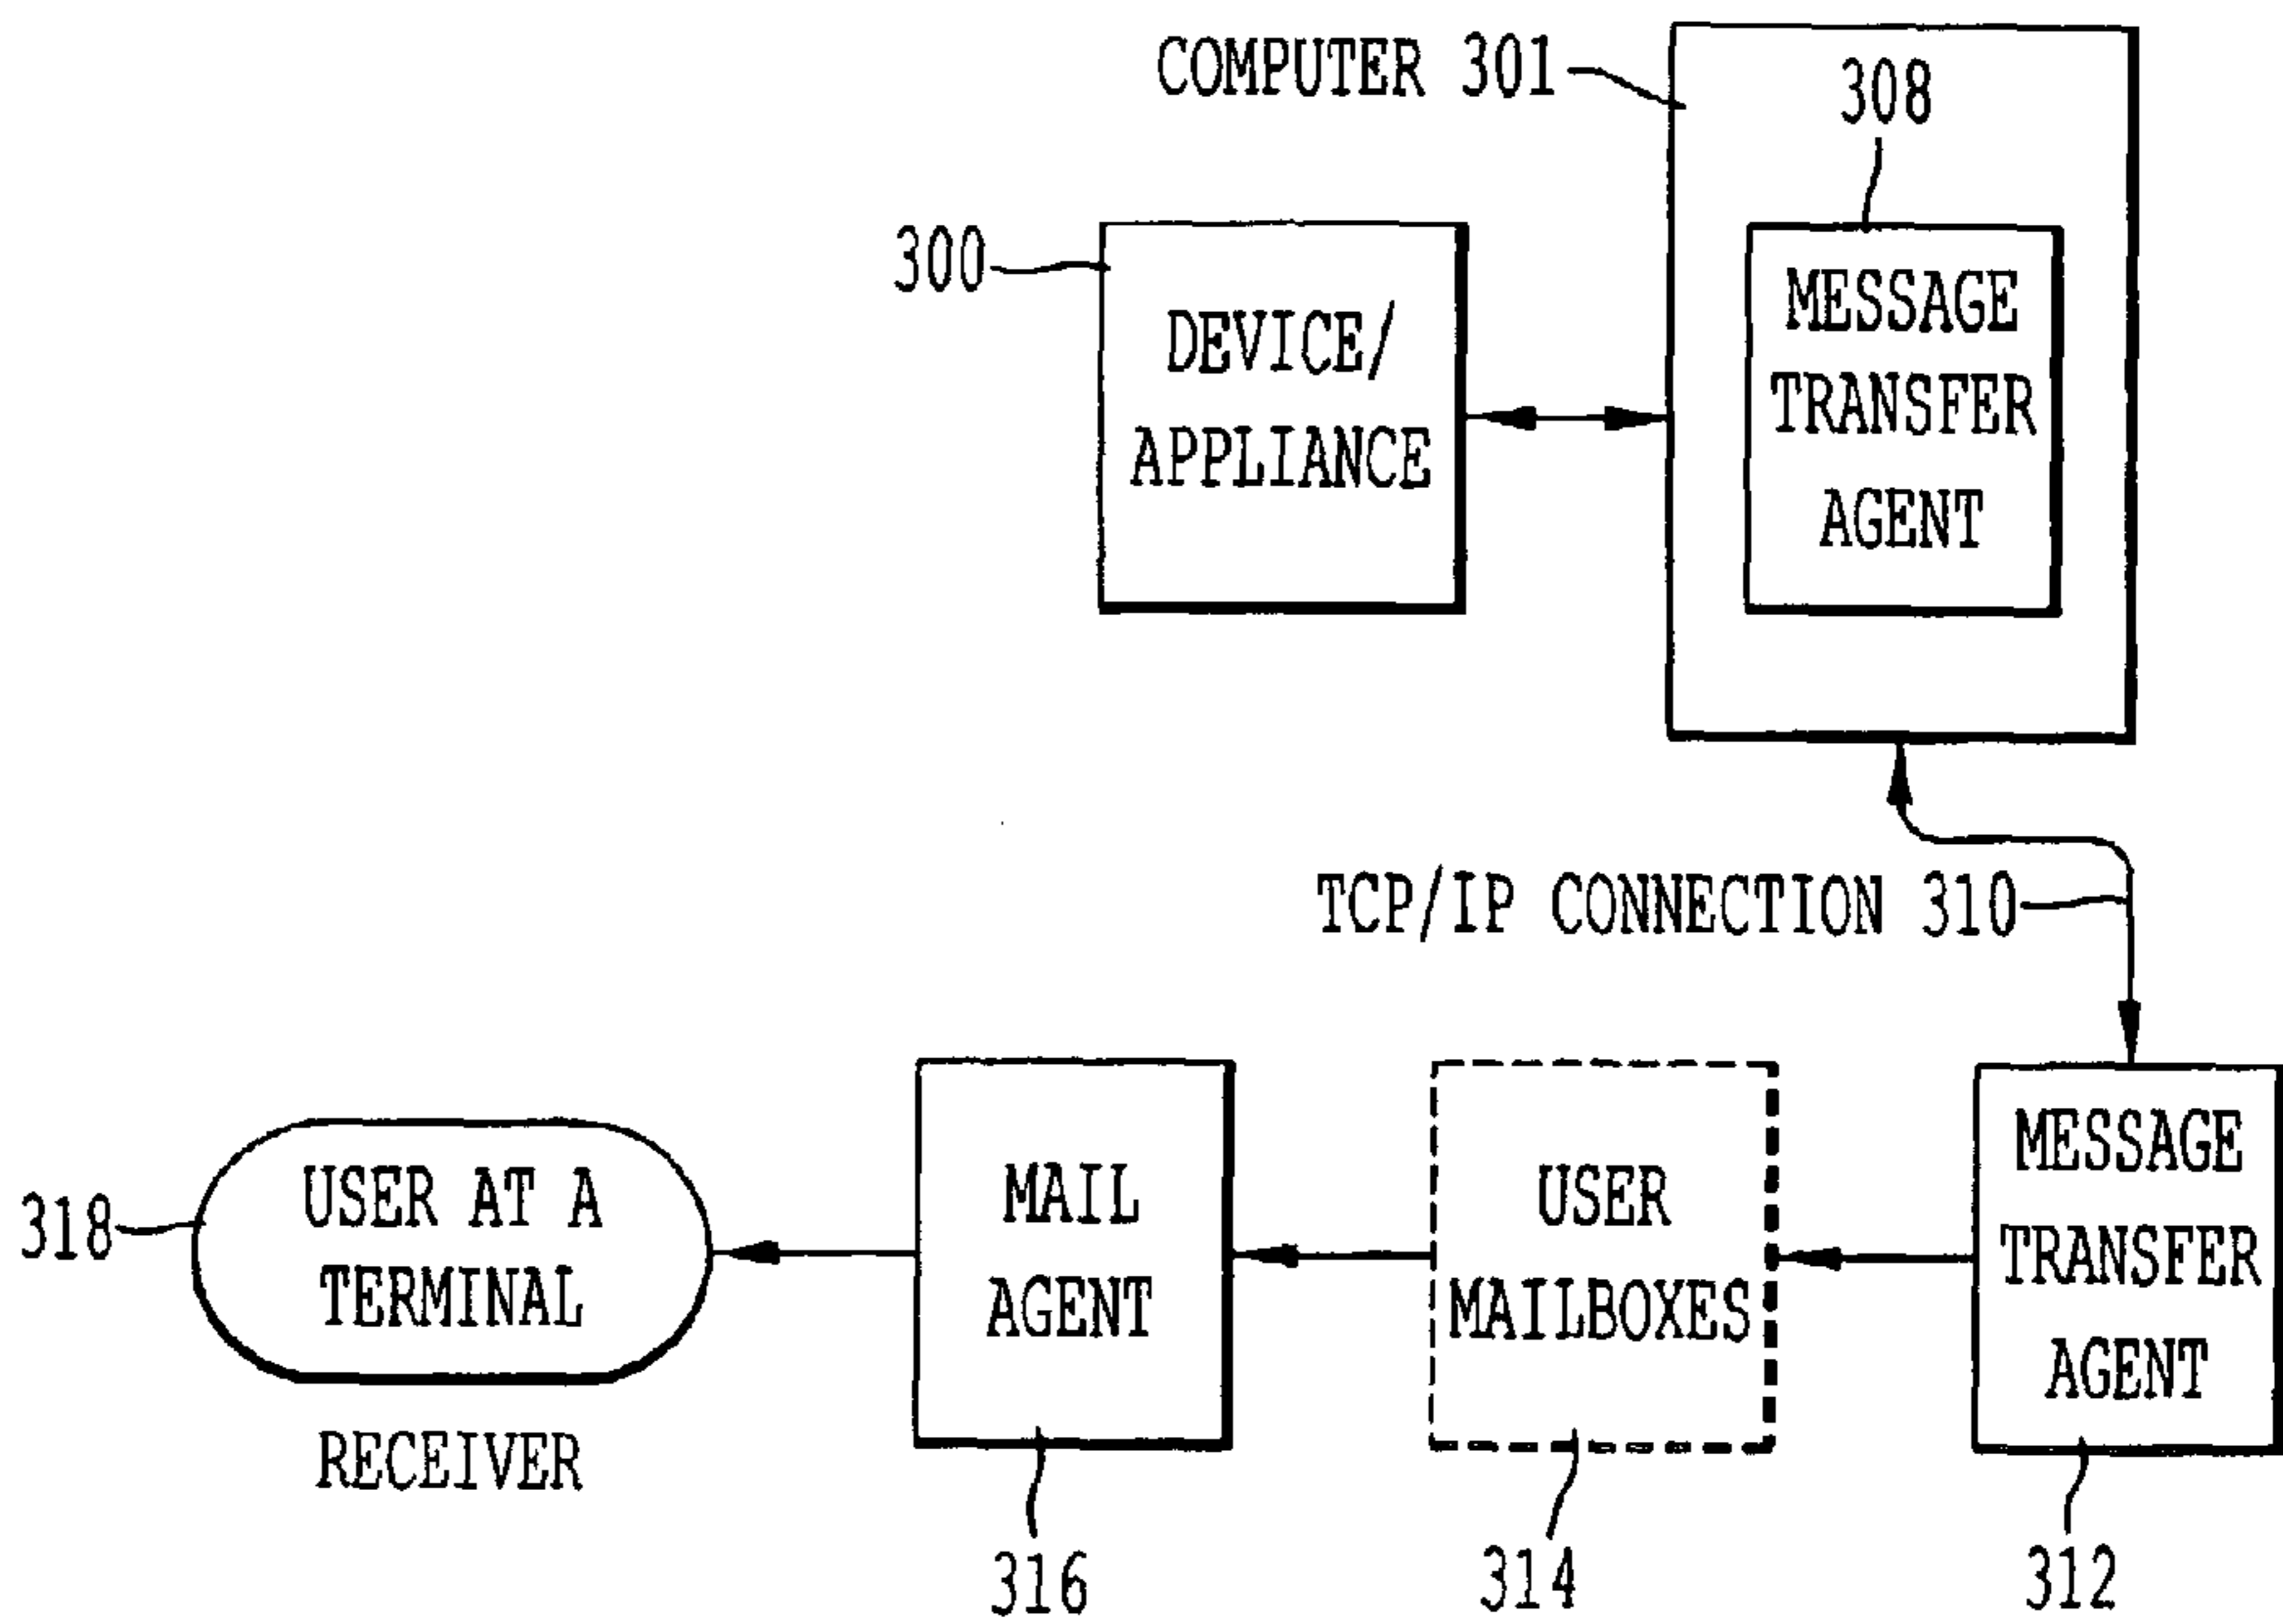 COMPUTER 301
308
300
DEVICE/
APPLIANCE
MESSAGE
TRANSFER
AGENT
TCP/IP CONNECTION 310
318
USER AT A
TERMINAL
RECEIVER
MAIL
AGENT
316
USER
MAILBOXES
314
MESSAGE
TRANSFER
AGENT
312